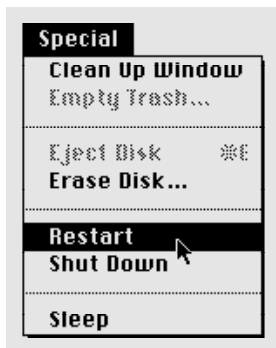 Special
Clean Up Window
Empty Trash...
Eject Disk ⌘E
Erase Disk...
Restart
Shut Down
Sleep